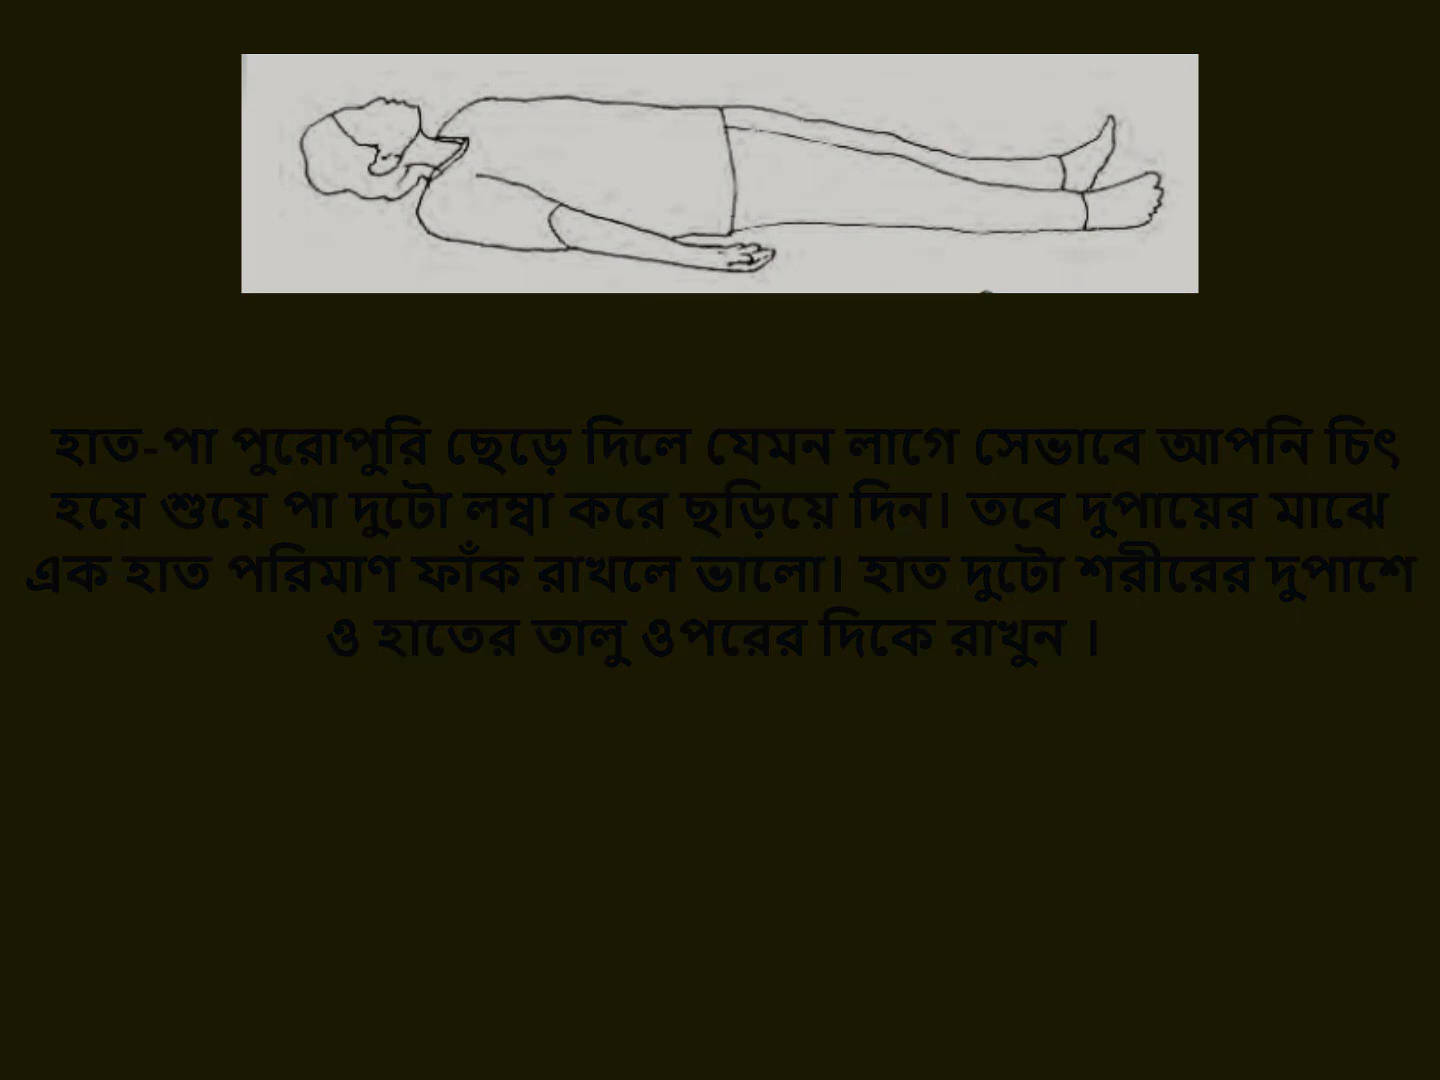 হাত-পা পুরোপুরি ছেড়ে দিলে যেমন লাগে সেভাবে আপনি চিৎ
হয়ে শুয়ে পা দুটো লম্বা করে ছড়িয়ে দিন। তবে দুপায়ের মাঝে
এক হাত পরিমাণ ফাঁক রাখলে ভালো। হাত দুটো শরীরের দুপাশে
ও হাতের তালু ওপরের দিকে রাখুন ।